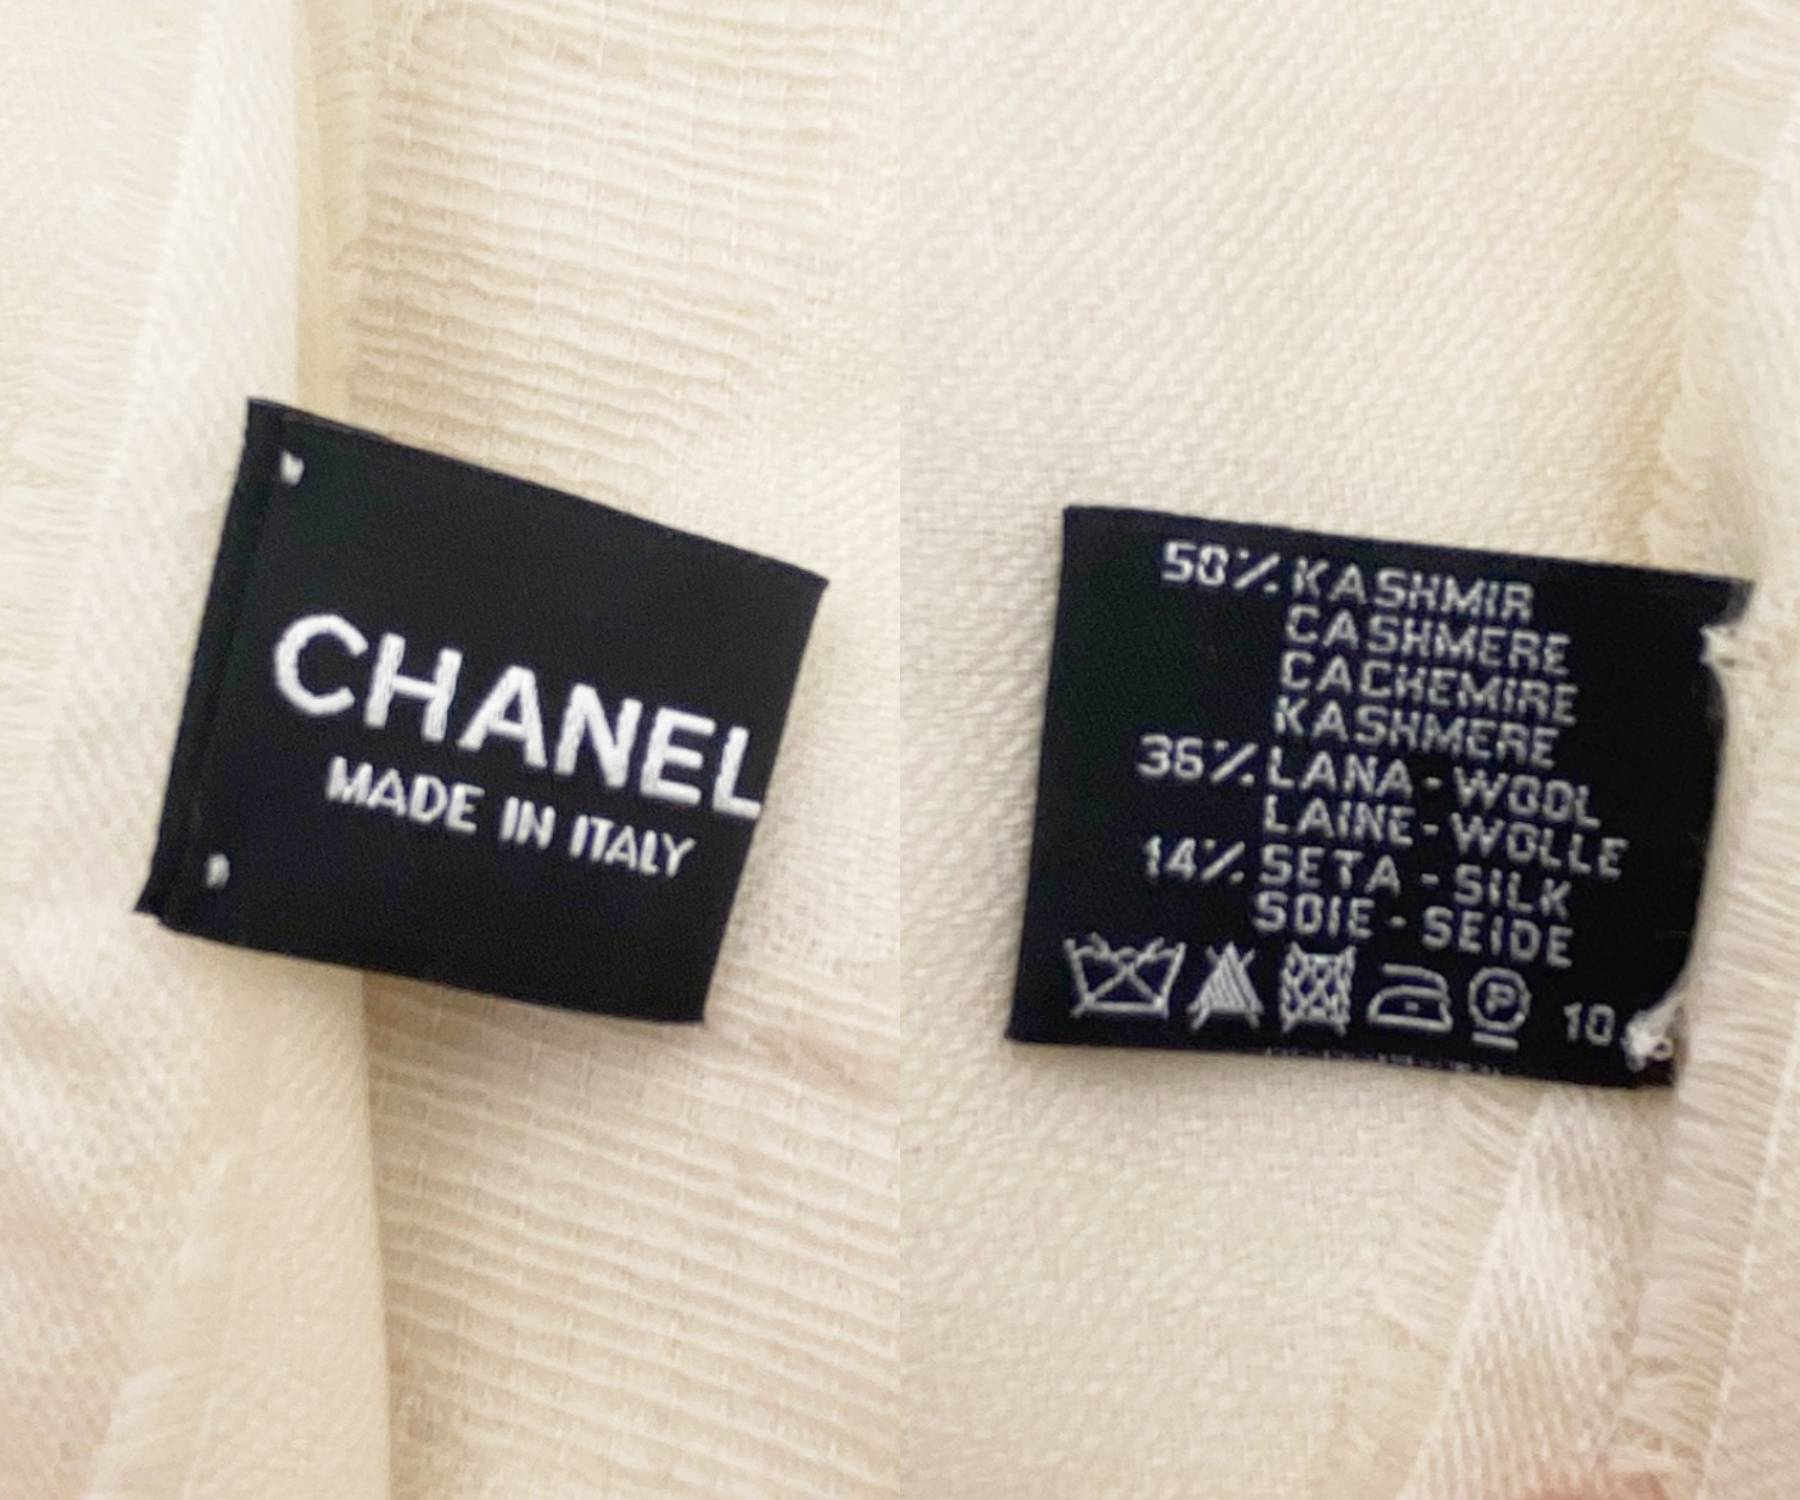 CHANEL
MADE IN ITALY
50% KASHMIR
CASHMERE
CACHEMIRE
KASHMERE
36% LANA - WOOL
LAINE - WOLLE
14% SETA - SILK
SOIE - SEIDE
P
10